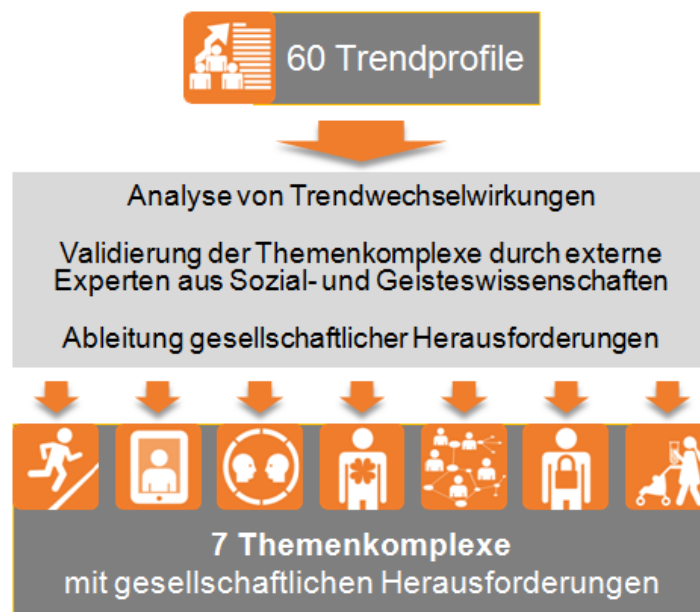 60 Trendprofile
Analyse von Trendwechselwirkungen
Validierung der Themenkomplexe durch externe
Experten aus Sozial- und Geisteswissenschaften
Ableitung gesellschaftlicher Herausforderungen
7 Themenkomplexe
mit gesellschaftlichen Herausforderungen